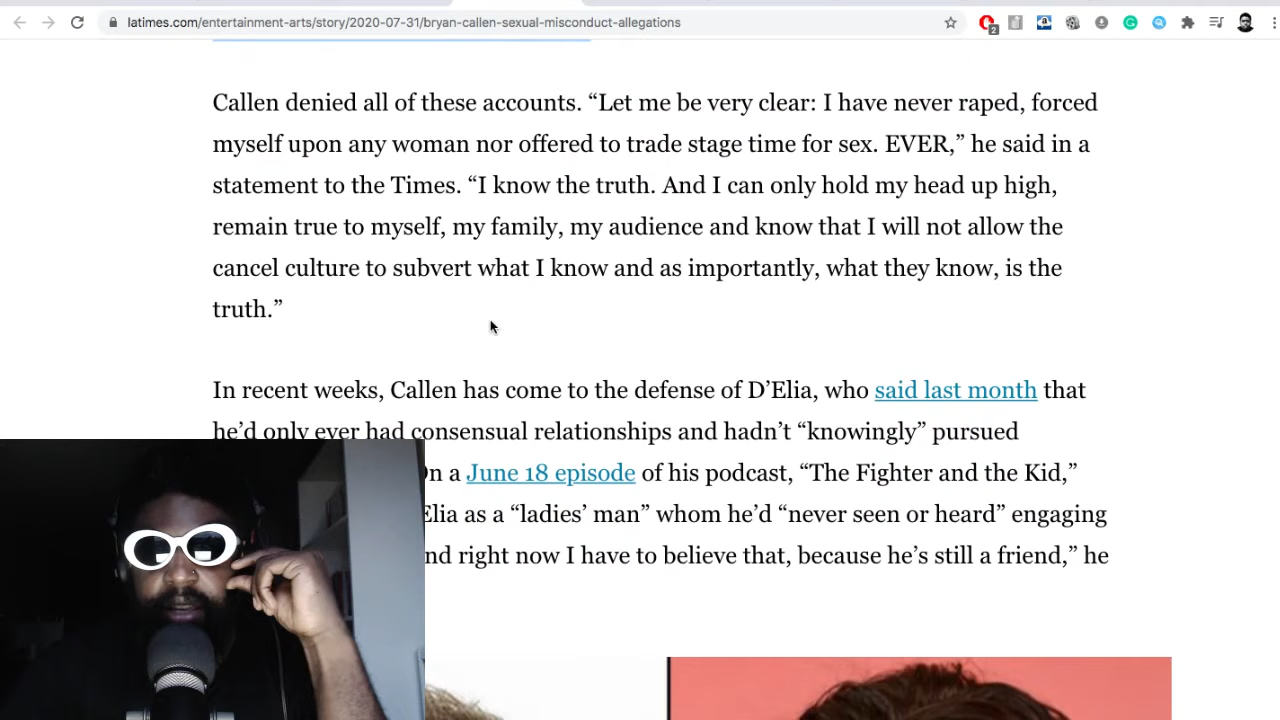 latimes.com/entertainment-arts/story/2020-07-31/bryan-callen-sexual-misconduct-allegations
2
Callen denied all of these accounts. “Let me be very clear: I have never raped, forced
myself upon any woman nor offered to trade stage time for sex. EVER,” he said in a
statement to the Times. “I know the truth. And I can only hold my head up high,
remain true to myself, my family, my audience and know that I will not allow the
cancel culture to subvert what I know and as importantly, what they know, is the
truth.”
In recent weeks, Callen has come to the defense of D’Elia, who said last month that
he’d only ever had consensual relationships and hadn’t “knowingly” pursued
On a June 18 episode of his podcast, “The Fighter and the Kid,”
Elia as a “ladies’ man” whom he’d “never seen or heard” engaging
nd right now I have to believe that, because he’s still a friend,” he